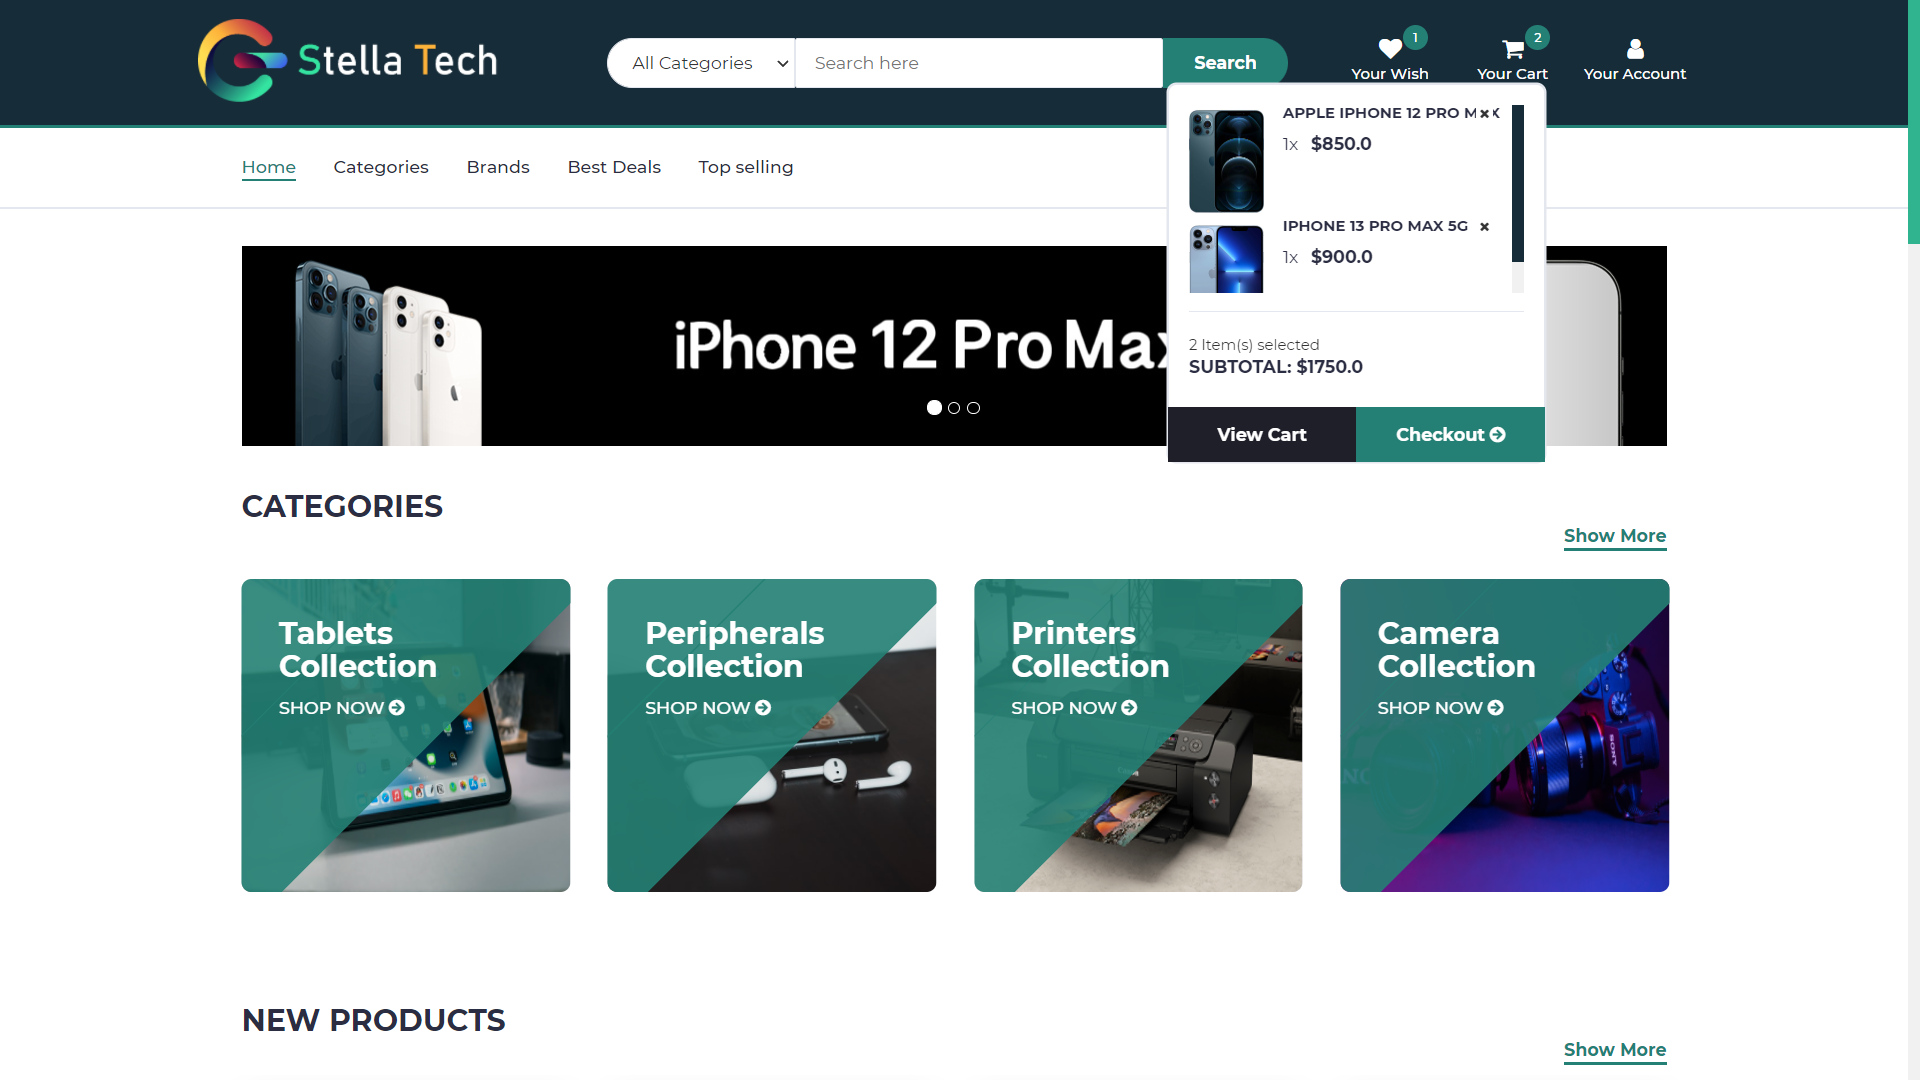 Stella Tech
All Categories
Search here
Search
1
Your Wish
2
Your Cart
Your Account
Home
Categories
Brands
Best Deals
Top selling
APPLE IPHONE 12 PRO M X
1x $850.0
IPHONE 13 PRO MAX 5G
1x $900.0
2 Item(s) selected
SUBTOTAL: $1750.0
View Cart
Checkout
iPhone 12 Pro Max
CATEGORIES
Show More
Tablets
Collection
SHOP NOW
Peripherals
Collection
SHOP NOW
Printers
Collection
SHOP NOW
Camera
Collection
SHOP NOW
SONY
NEW PRODUCTS
Show More